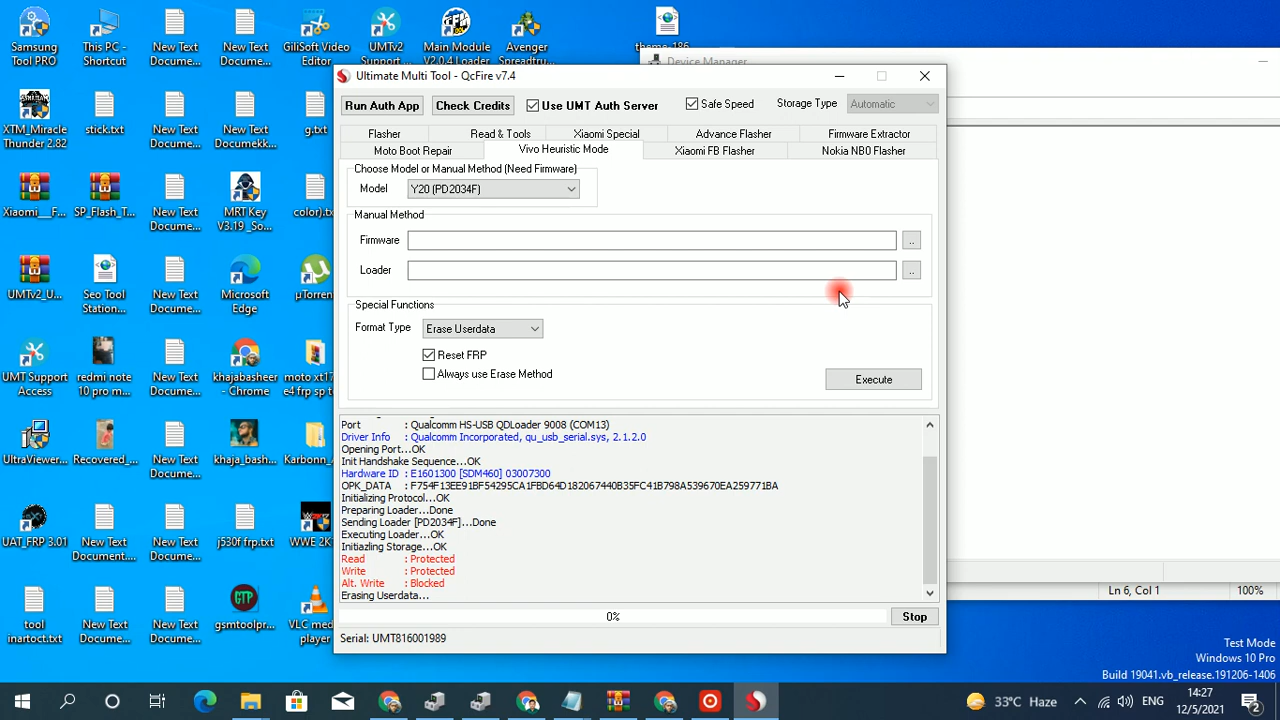 Samsung
Tool PRO
This PC -
Shortcut
New Text
Docume...
New Text
Docume...
GiliSoft Video
Editor
UMTv2
Support ...
Main Module
V2.0.4 Loader
Avenger
Spreadtru...
theme-186...
Device Manager
XTM_Miracle
Thunder 2.82
stick.txt
New Text
Docume...
New Text
Documekk...
g.txt
Xiaomi___F...
SP_Flash_T...
New Text
Docume...
MRT Key
V3.19 _So...
color).tx
UMTv2_U...
Seo Tool
Station...
New Text
Docume...
Microsoft
Edge
µTorren
UMT Support
Access
redmi note
10 pro m...
New Text
Docume...
khajabasheer
- Chrome
moto xt17
e4 frp sp t
UltraViewer...
Recovered_...
New Text
Docume...
khaja_bash...
Karbonn_
UAT_FRP 3.01
New Text
Document....
New Text
Docume...
j530f frp.txt
WWE 2K
tool
inartoct.txt
New Text
Docume...
New Text
Docume...
gsmtoolpr...
VLC med
player
Ultimate Multi Tool - QcFire v7.4
Run Auth App
Check Credits
Use UMT Auth Server
Safe Speed
Storage Type
Automatic
Flasher
Read & Tools
Xiaomi Special
Advance Flasher
Firmware Extractor
Moto Boot Repair
Vivo Heuristic Mode
Xiaomi FB Flasher
Nokia NB0 Flasher
Choose Model or Manual Method (Need Firmware)
Model
Y20 (PD2034F)
Manual Method
Firmware
..
Loader
..
Special Functions
Format Type
Erase Userdata
Reset FRP
Always use Erase Method
Execute
Port : Qualcomm HS-USB QDLoader 9008 (COM13)
Driver Info : Qualcomm Incorporated, qu_usb_serial.sys, 2.1.2.0
Opening Port...OK
Init Handshake Sequence...OK
Hardware ID : E1601300 [SDM460] 03007300
OPK_DATA : F754F13EE91BF54295CA1FBD64D182067440B35FC41B798A539670EA259771BA
Initializing Protocol...OK
Preparing Loader...Done
Sending Loader [PD2034F]...Done
Executing Loader...OK
Initiazling Storage...OK
Read : Protected
Write : Protected
Alt. Write : Blocked
Erasing Userdata...
0%
Stop
Serial: UMT816001989
Ln 6, Col 1
100%
Test Mode
Windows 10 Pro
Build 19041.vb_release.191206-1406
33°C Haze
ENG
14:27
12/5/2021
2